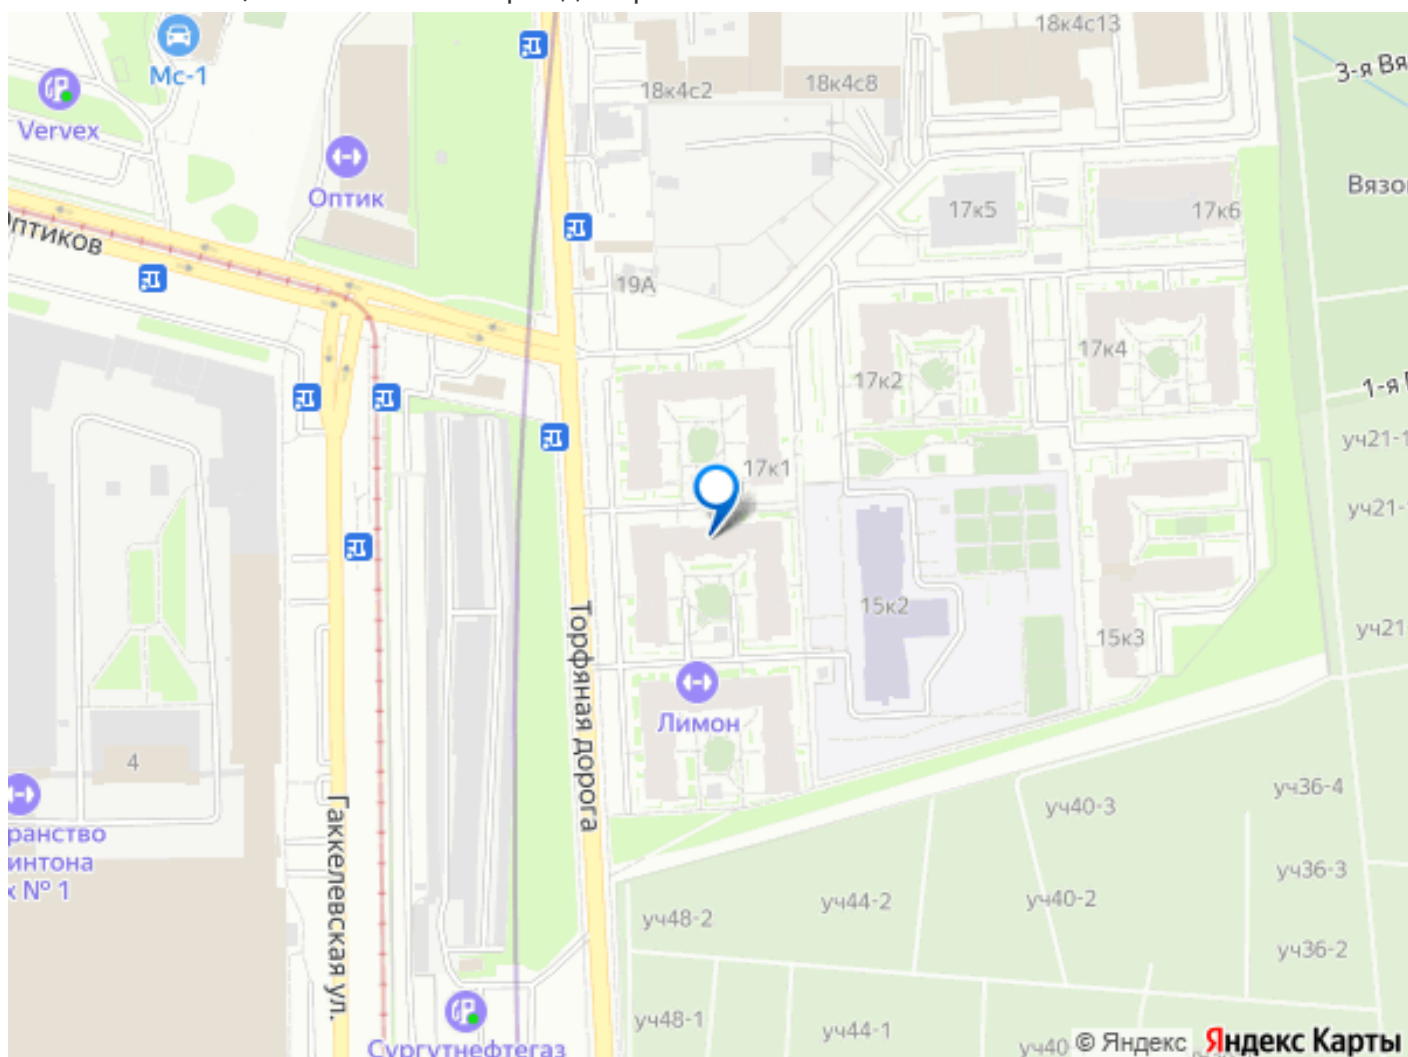 18к4с13
3-я Вя
Мс-1
18к4с2
18к4с8
Vervex
Оптик
Вязо
17к5
17к6
Оптиков
19А
17к4
17к2
1-я
уч21-1
17к1
уч21-
15к2
уч21
15к3
Торфяная дорога
Лимон
4
уч36-4
уч40-3
Гаккелевская ул.
ранство
интона
х № 1
уч36-3
уч44-2
уч40-2
уч48-2
уч36-2
уч48-1
уч44-1
уч40
© Яндекс Яндекс Карты
Сургутнефтегаз